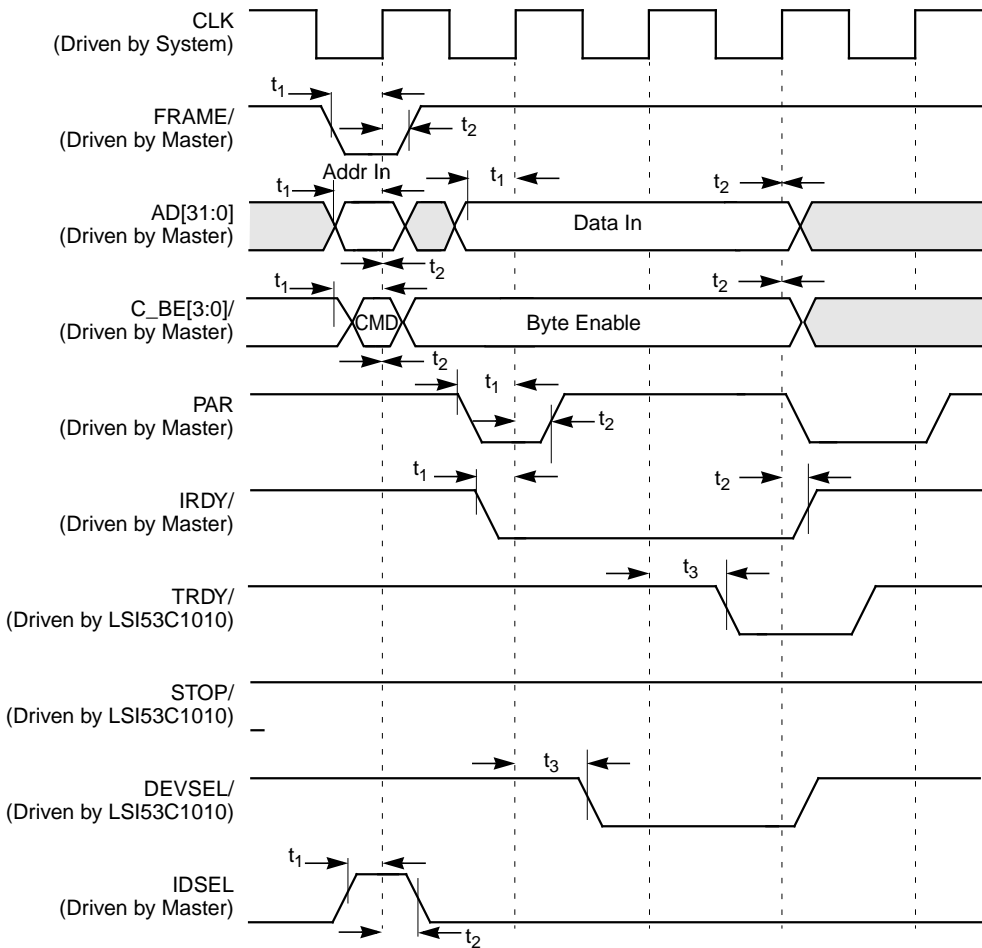 CLK
(Driven by System)
t1
FRAME/
(Driven by Master)
t2
Addr In
t1
t1
t2
AD[31:0]
(Driven by Master)
Data In
t2
t1
t2
C_BE[3:0]/
(Driven by Master)
CMD
Byte Enable
t2
t1
PAR
(Driven by Master)
t2
t1
t2
IRDY/
(Driven by Master)
t3
TRDY/
(Driven by LSI53C1010)
STOP/
(Driven by LSI53C1010)
t3
DEVSEL/
(Driven by LSI53C1010)
t1
IDSEL
(Driven by Master)
t2